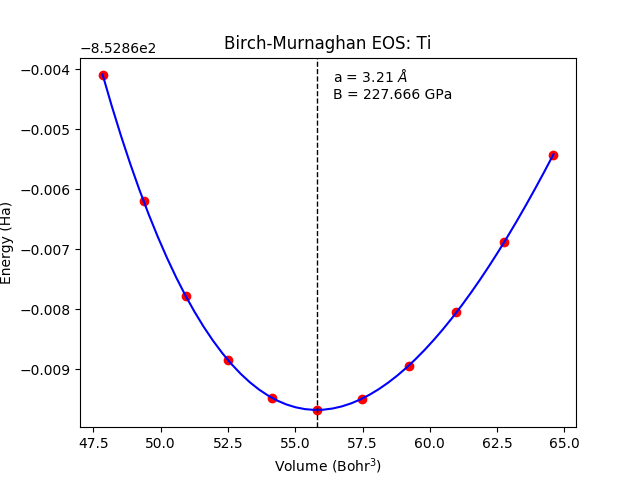 Birch-Murnaghan EOS: Ti
−8.5286e2
a = 3.21 Å
B = 227.666 GPa
−0.004
−0.005
−0.006
−0.007
−0.008
−0.009
Energy (Ha)
47.5 50.0 52.5 55.0 57.5 60.0 62.5 65.0
Volume (Bohr³)